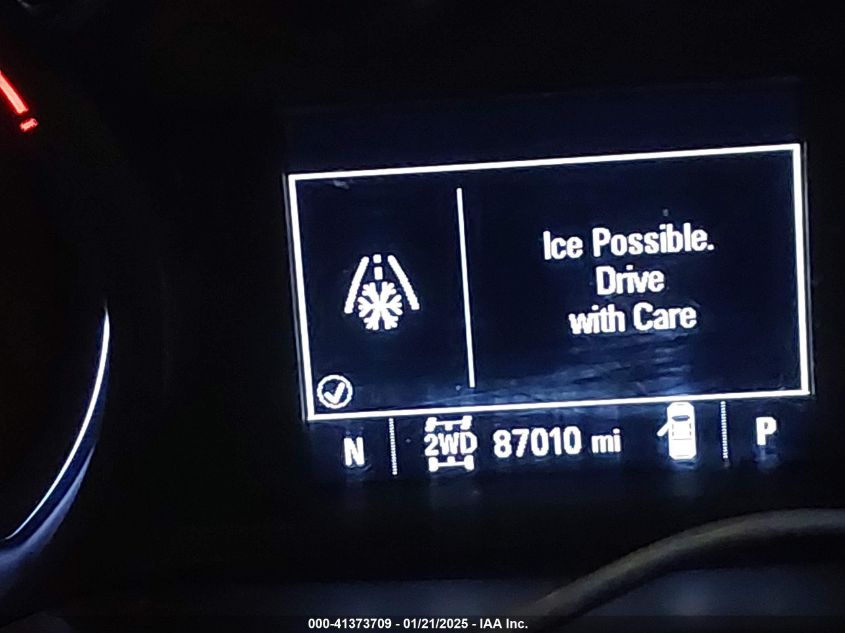 Ice Possible.
Drive
with Care
N 2WD 87010 mi P
000-41373709 - 01/21/2025 - IAA Inc.